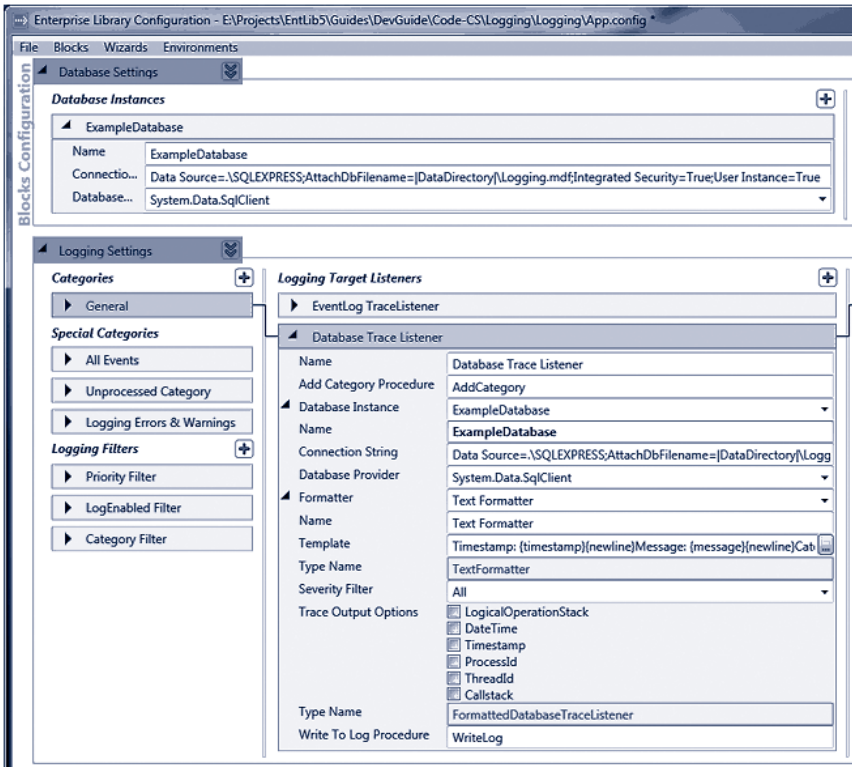 Enterprise Library Configuration - E:\Projects\EntLib5\Guides\DevGuide\Code-CS\Logging\Logging\App.config *
File Blocks Wizards Environments
Blocks Configuration
Database Settings
Database Instances
ExampleDatabase
Name ExampleDatabase
Connectio... Data Source=.\SQLEXPRESS;AttachDbFilename=|DataDirectory|\Logging.mdf;Integrated Security=True;User Instance=True
Database... System.Data.SqlClient
Logging Settings
Categories
General
Special Categories
All Events
Unprocessed Category
Logging Errors & Warnings
Logging Filters
Priority Filter
LogEnabled Filter
Category Filter
Logging Target Listeners
EventLog TraceListener
Database Trace Listener
Name Database Trace Listener
Add Category Procedure AddCategory
Database Instance ExampleDatabase
Name ExampleDatabase
Connection String Data Source=.\SQLEXPRESS;AttachDbFilename=|DataDirectory|\Logg
Database Provider System.Data.SqlClient
Formatter Text Formatter
Name Text Formatter
Template Timestamp: {timestamp}{newline}Message: {message}{newline}Cat
Type Name TextFormatter
Severity Filter All
Trace Output Options LogicalOperationStack
DateTime
Timestamp
ProcessId
ThreadId
Callstack
Type Name FormattedDatabaseTraceListener
Write To Log Procedure WriteLog